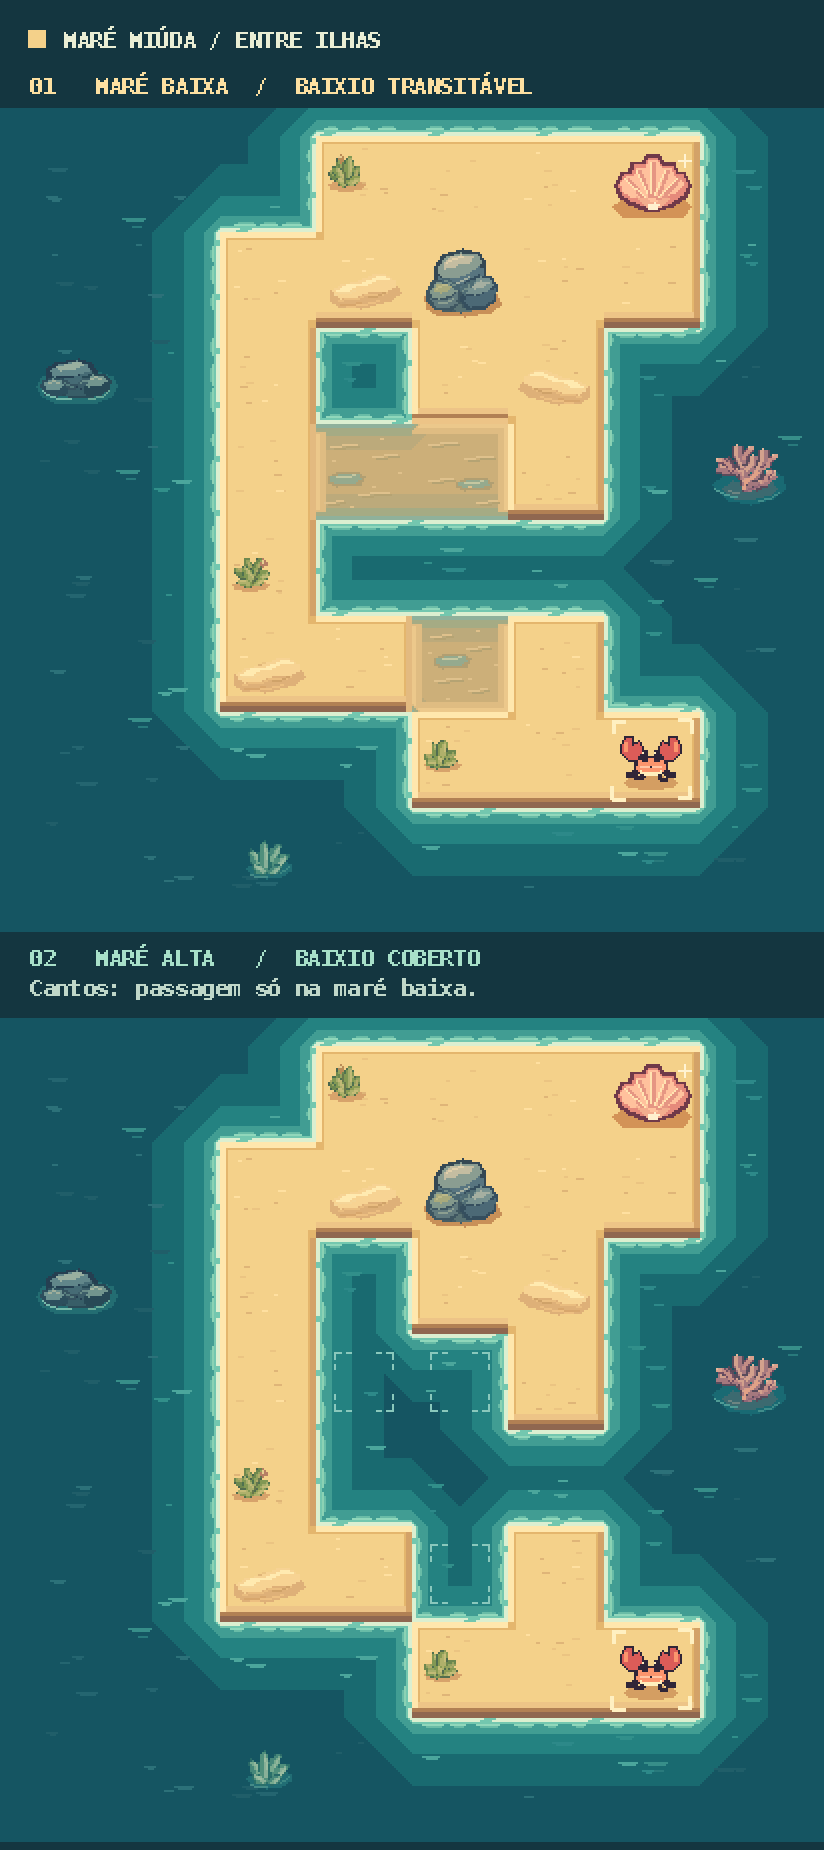 MARÉ MIÚDA / ENTRE ILHAS
01 MARÉ BAIXA / BAIXIO TRANSITÁVEL
02 MARÉ ALTA / BAIXIO COBERTO
Cantos: passagem só na maré baixa.